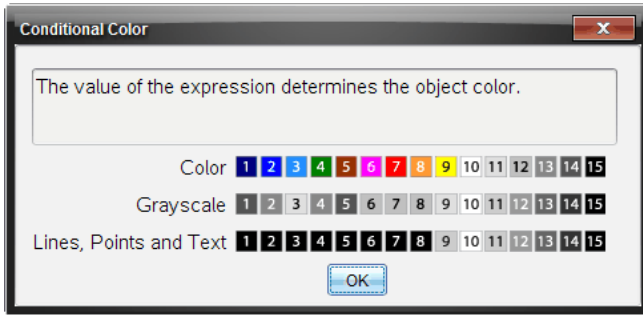 Conditional Color
x
The value of the expression determines the object color.
Color 1 2 3 4 5 6 7 8 9 10 11 12 13 14 15
Grayscale 1 2 3 4 5 6 7 8 9 10 11 12 13 14 15
Lines, Points and Text 1 2 3 4 5 6 7 8 9 10 11 12 13 14 15
OK